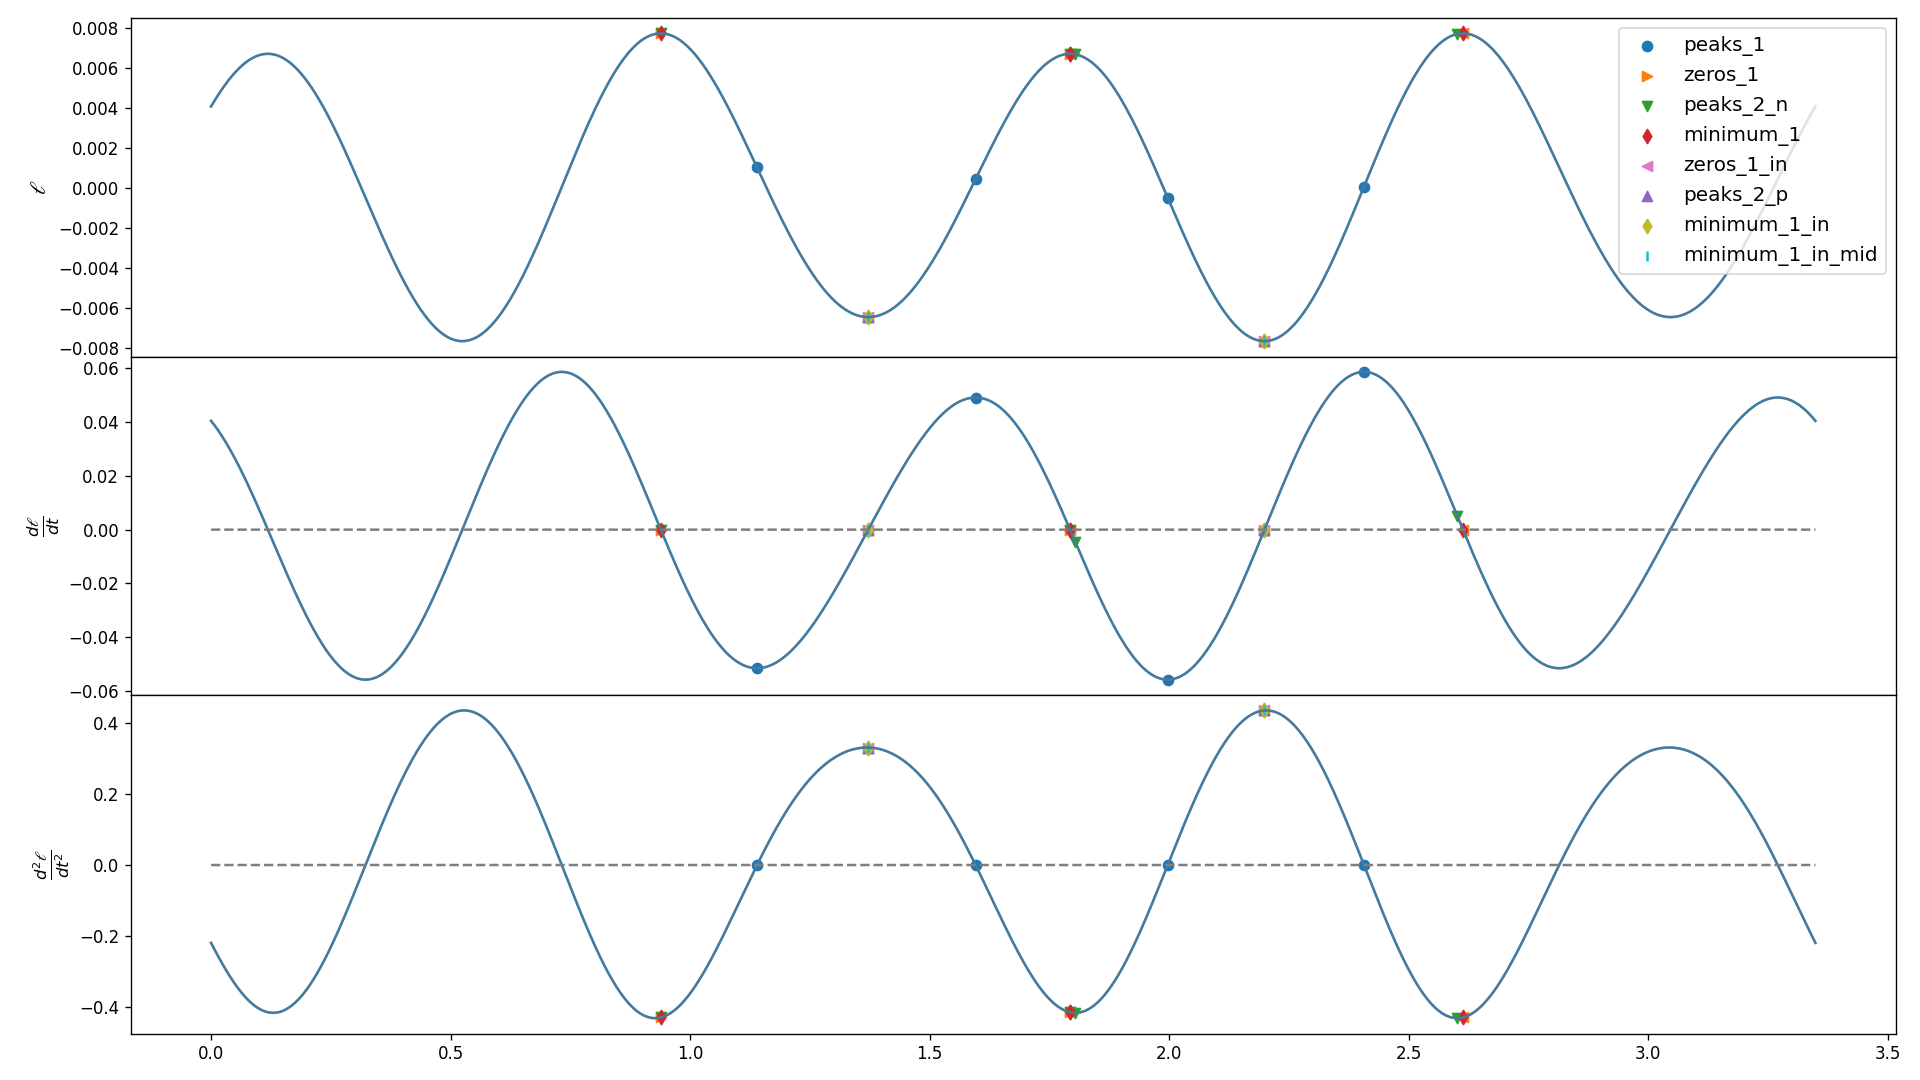 0.008
0.006
0.004
0.002
0.000
−0.002
−0.004
−0.006
−0.008
ℓ
peaks_1
zeros_1
peaks_2_n
minimum_1
zeros_1_in
peaks_2_p
minimum_1_in
minimum_1_in_mid
0.06
0.04
0.02
0.00
−0.02
−0.04
−0.06
dℓ
dt
0.4
0.2
0.0
−0.2
−0.4
d²ℓ
dt²
0.0 0.5 1.0 1.5 2.0 2.5 3.0 3.5